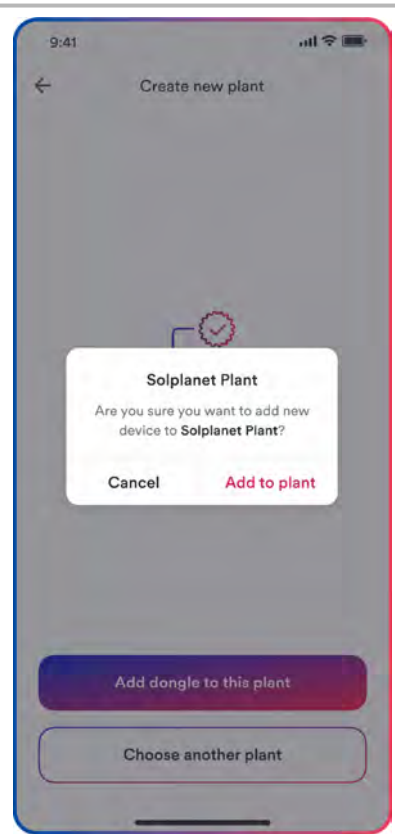 9:41
Create new plant
Solplanet Plant
Are you sure you want to add new
device to Solplanet Plant?
Cancel Add to plant
Add dongle to this plant
Choose another plant